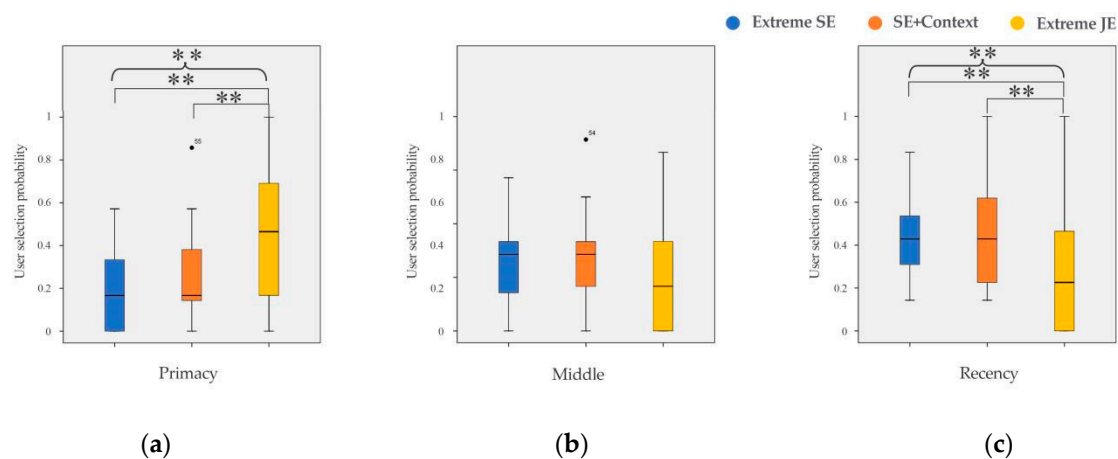 Extreme SE SE+Context Extreme JE
**
**
**
User selection probability
1
0.8
0.6
0.4
0.2
0
55
Primacy
(a)
User selection probability
1
0.8
0.6
0.4
0.2
0
54
Middle
(b)
**
**
**
User selection probability
1
0.8
0.6
0.4
0.2
0
Recency
(c)